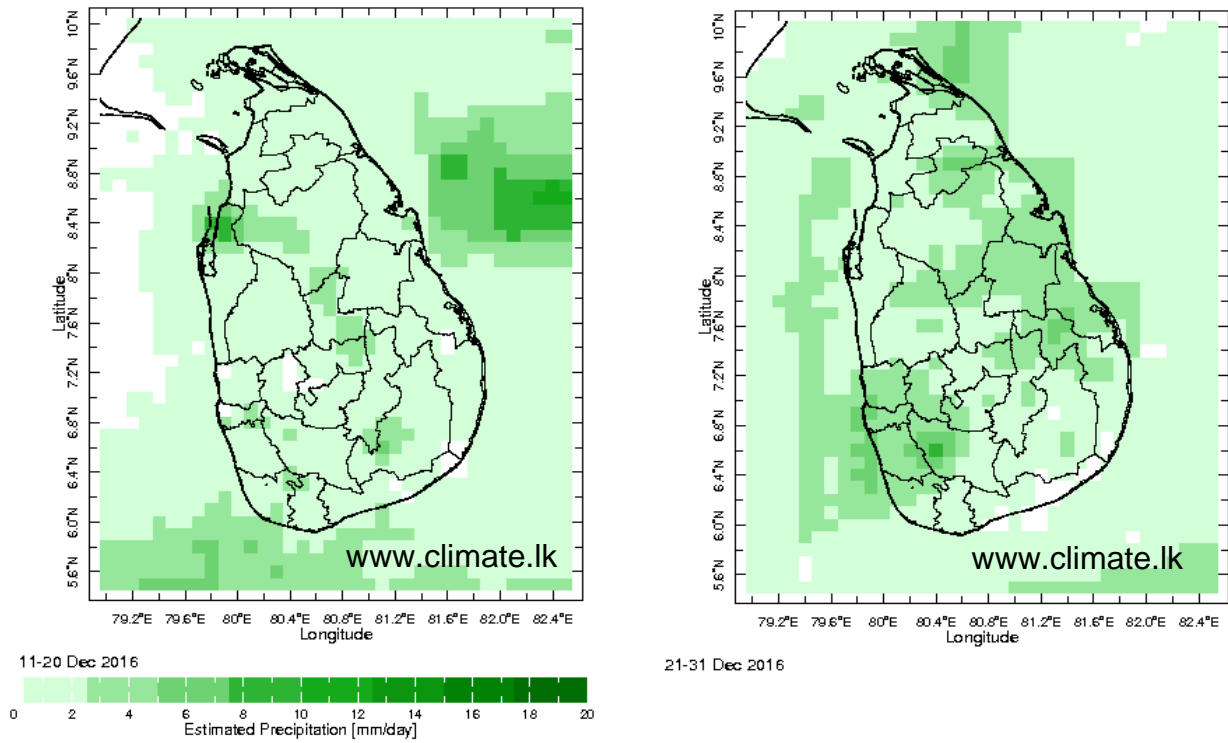 10°N
9.6°N
9.2°N
8.8°N
8.4°N
8°N
7.6°N
7.2°N
6.8°N
6.4°N
6.0°N
5.6°N
Latitude
www.climate.lk
79.2°E 79.6°E 80°E 80.4°E 80.8°E 81.2°E 81.6°E 82.0°E 82.4°E
Longitude
11-20 Dec 2016
0 2 4 6 8 10 12 14 16 18 20
Estimated Precipitation [mm/day]
10°N
9.6°N
9.2°N
8.8°N
8.4°N
8°N
7.6°N
7.2°N
6.8°N
6.4°N
6.0°N
5.6°N
Latitude
www.climate.lk
79.2°E 79.6°E 80°E 80.4°E 80.8°E 81.2°E 81.6°E 82.0°E 82.4°E
Longitude
21-31 Dec 2016